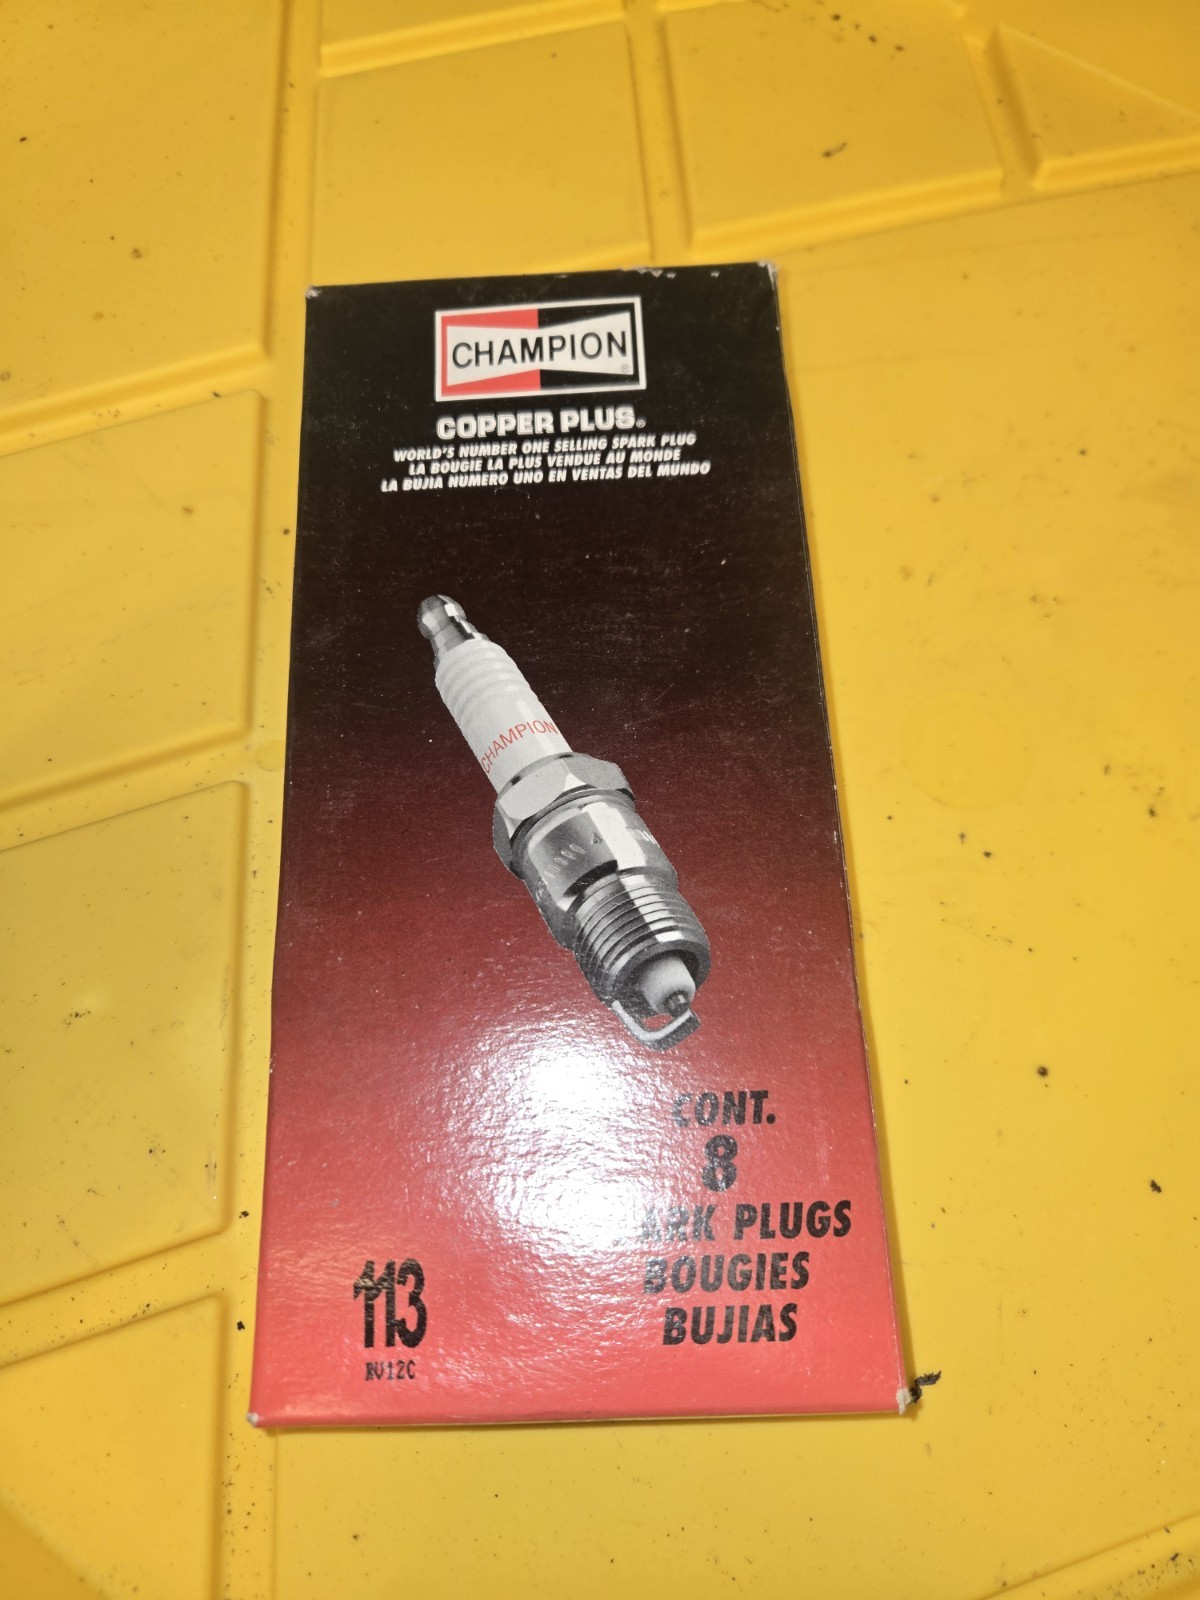 CHAMPION
COPPER PLUS®
WORLD'S NUMBER ONE SELLING SPARK PLUG
LA BOUGIE LA PLUS VENDUE AU MONDE
LA BUJIA NUMERO UNO EN VENTAS DEL MUNDO
CHAMPION
CONT.
8
ARK PLUGS
BOUGIES
BUJIAS
113
RV12C